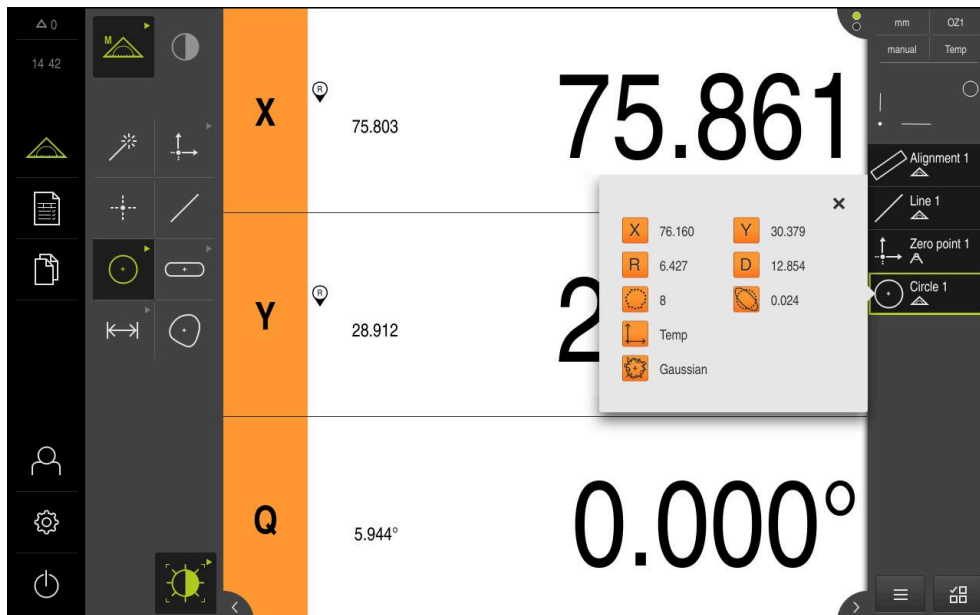 0
14 42
M
X
R
75.803
75.861
Y
R
28.912
2
Q
5.944°
0.000°
X 76.160 Y 30.379
R 6.427 D 12.854
8 0.024
Temp
Gaussian
mm OZ1
manual Temp
Alignment 1
Line 1
Zero point 1
Circle 1